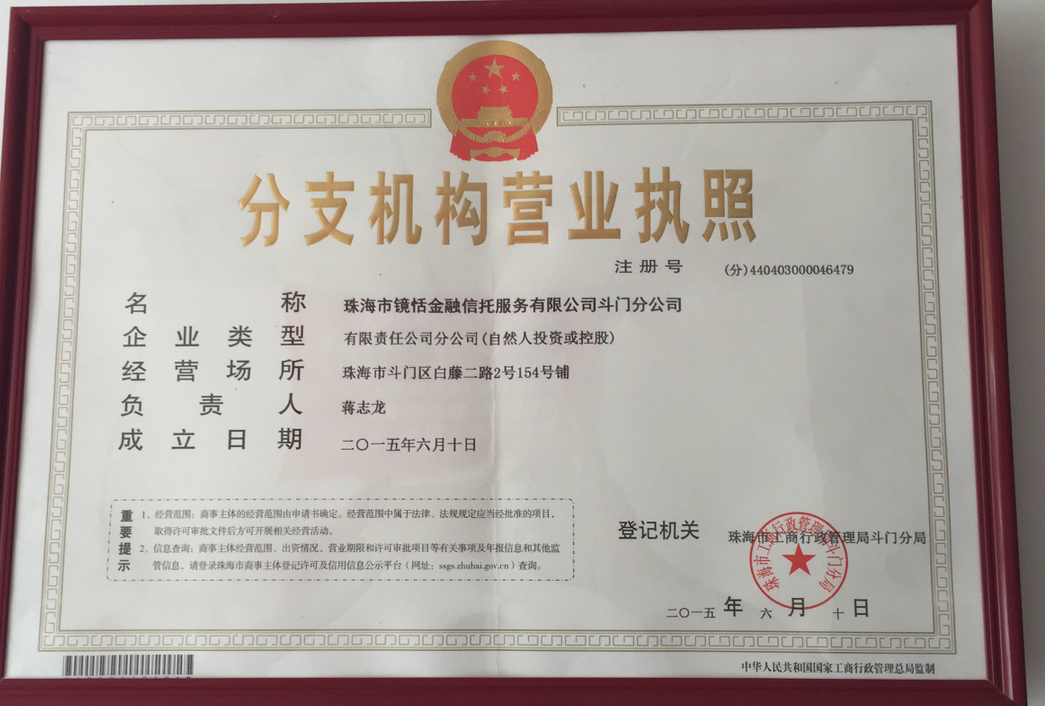 分支机构营业执照
注册号 (分)440403000046479
名称 珠海市镜恬金融信托服务有限公司斗门分公司
企业类型 有限责任公司分公司(自然人投资或控股)
经营场所 珠海市斗门区白藤二路2号154号铺
负责人 蒋志龙
成立日期 二〇一五年六月十日
重要提示
1、经营范围：商事主体的经营范围由申请书确定。经营范围中属于法律、法规规定应当经批准的项目，
取得许可审批文件后方可开展相关经营活动。
2、信息查询：商事主体经营范围、出资情况、营业期限和许可审批项目等有关事项及年报信息和其他监
管信息，请登录珠海市商事主体登记许可及信用信息公示平台（网址：ssgs.zhuhai.gov.cn）查询。
登记机关 珠海市工商行政管理局斗门分局
珠海市工商行政管理局斗门分局
二〇一五年六月十日
中华人民共和国国家工商行政管理总局监制